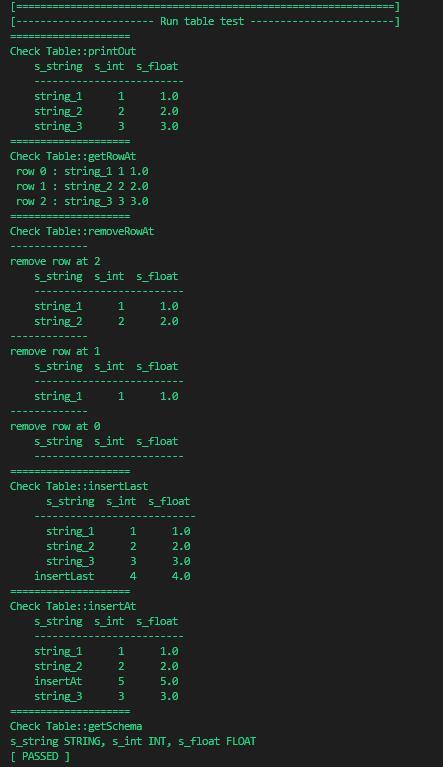 [===============================================================]
[----------------------- Run table test ------------------------]
====================
Check Table::printOut
    s_string  s_int  s_float
    -------------------------
    string_1      1      1.0
    string_2      2      2.0
    string_3      3      3.0
====================
Check Table::getRowAt
 row 0 : string_1 1 1.0
 row 1 : string_2 2 2.0
 row 2 : string_3 3 3.0
====================
Check Table::removeRowAt
-------------
remove row at 2
    s_string  s_int  s_float
    -------------------------
    string_1      1      1.0
    string_2      2      2.0
-------------
remove row at 1
    s_string  s_int  s_float
    -------------------------
    string_1      1      1.0
-------------
remove row at 0
    s_string  s_int  s_float
    -------------------------
====================
Check Table::insertLast
      s_string  s_int  s_float
    ---------------------------
      string_1      1      1.0
      string_2      2      2.0
      string_3      3      3.0
    insertLast      4      4.0
====================
Check Table::insertAt
    s_string  s_int  s_float
    -------------------------
    string_1      1      1.0
    string_2      2      2.0
    insertAt      5      5.0
    string_3      3      3.0
====================
Check Table::getSchema
s_string STRING, s_int INT, s_float FLOAT
[ PASSED ]